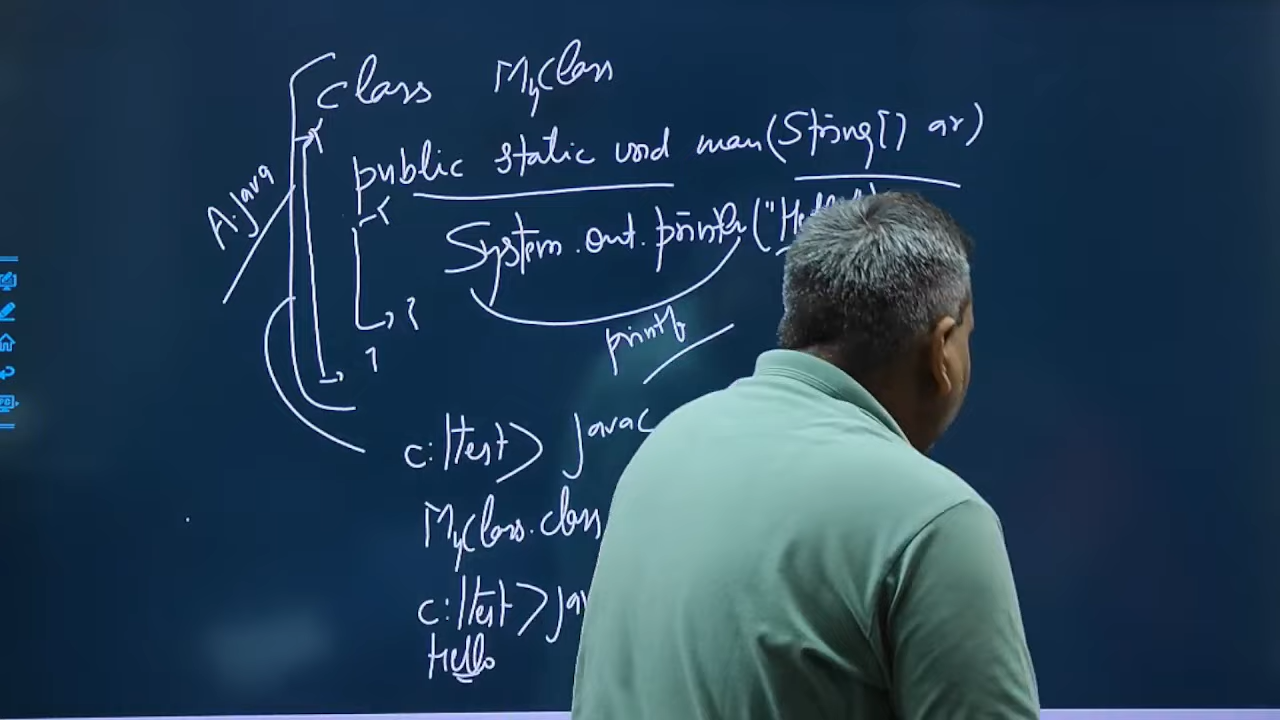 class MyClass
{
public static void main(String[] ar)
{
System.out.println("Hello")
}
}
A.java
printf
c:\test> javac
MyClass.class
c:\test>jav
Hello